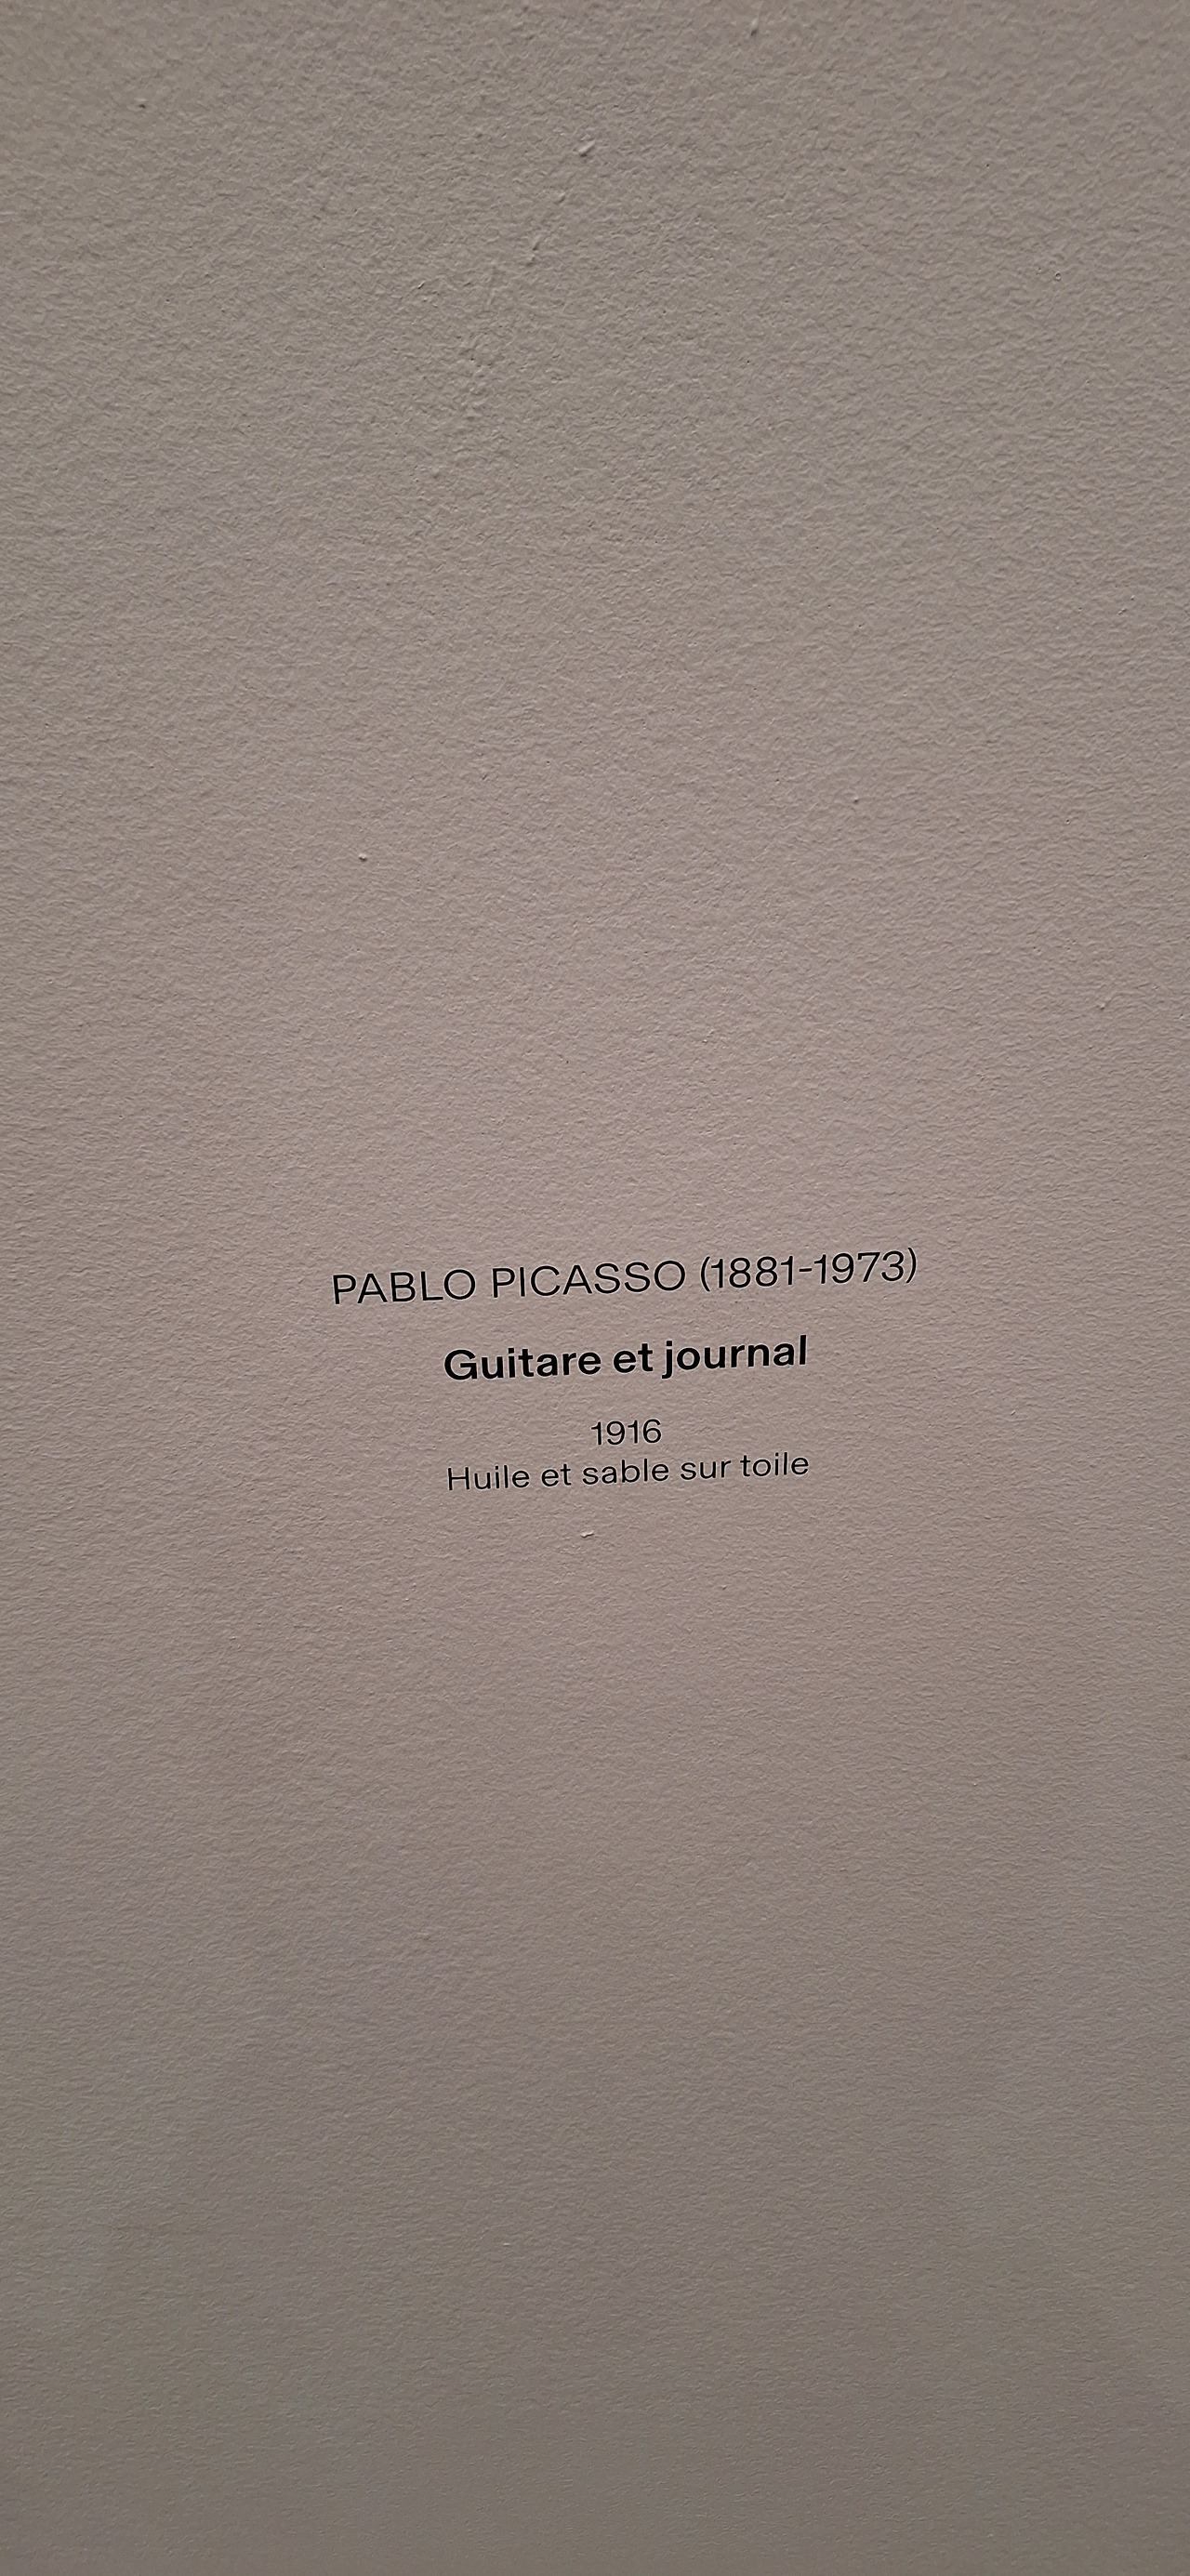 PABLO PICASSO (1881-1973)
Guitare et journal
1916
Huile et sable sur toile